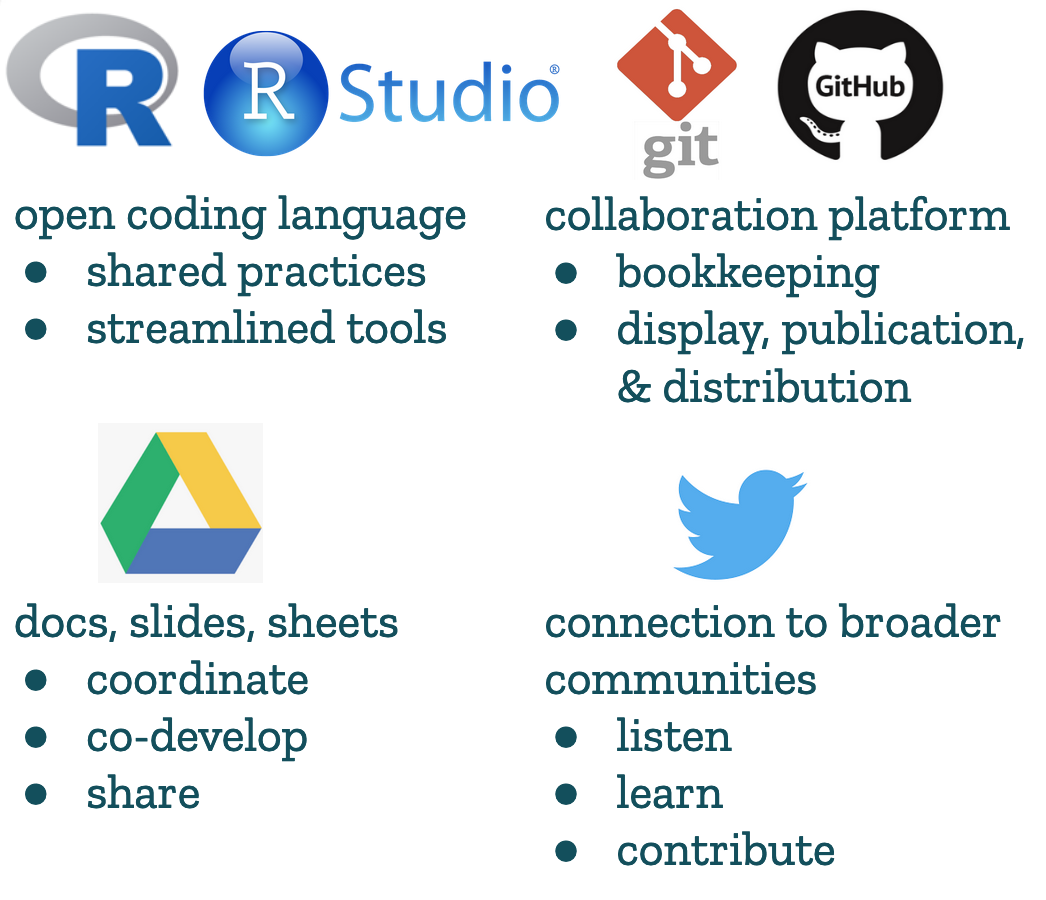 R
R Studio®
git
GitHub
open coding language
● shared practices
● streamlined tools
collaboration platform
● bookkeeping
● display, publication,
& distribution
docs, slides, sheets
● coordinate
● co-develop
● share
connection to broader
communities
● listen
● learn
● contribute